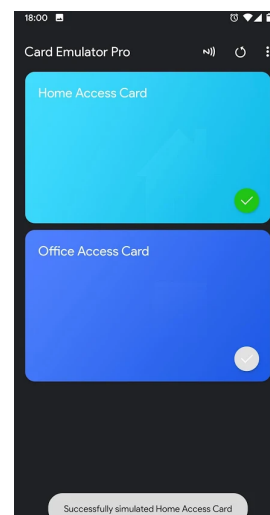 18:00
Card Emulator Pro
Home Access Card
Office Access Card
Successfully simulated Home Access Card